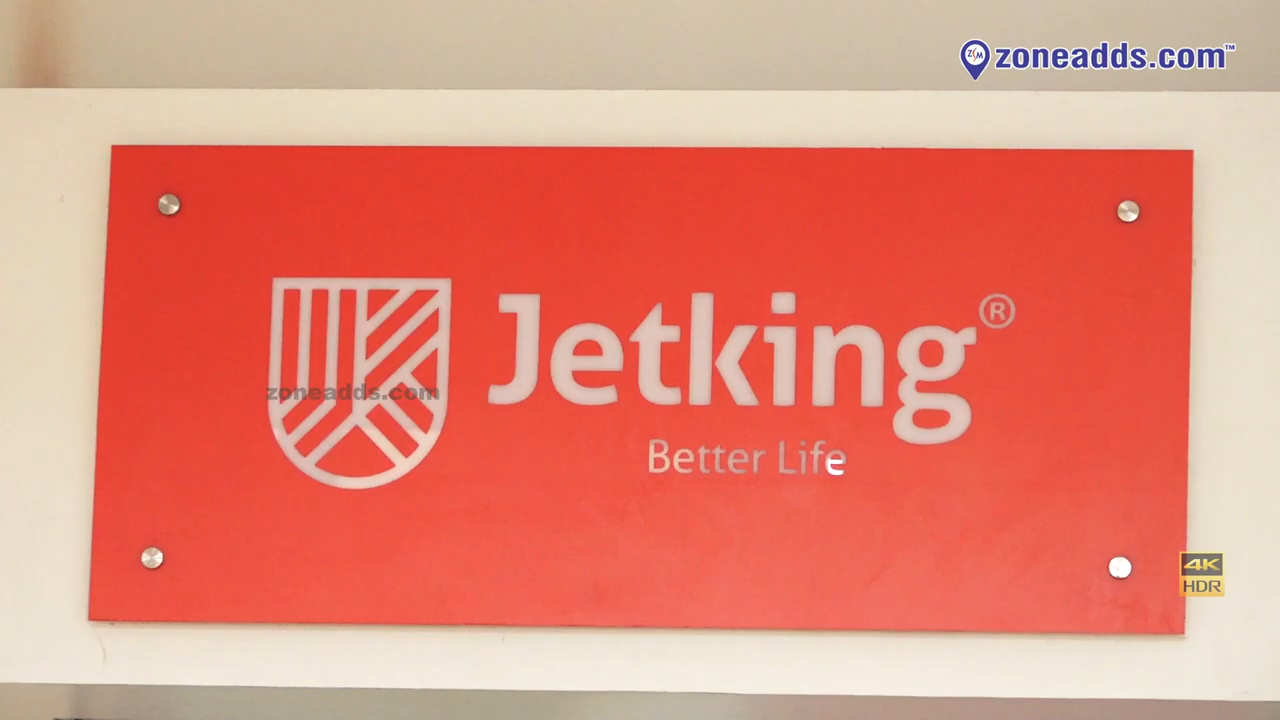 zoneadds.com™
Jetking®
zoneadds.com
Better Life
4K
HDR